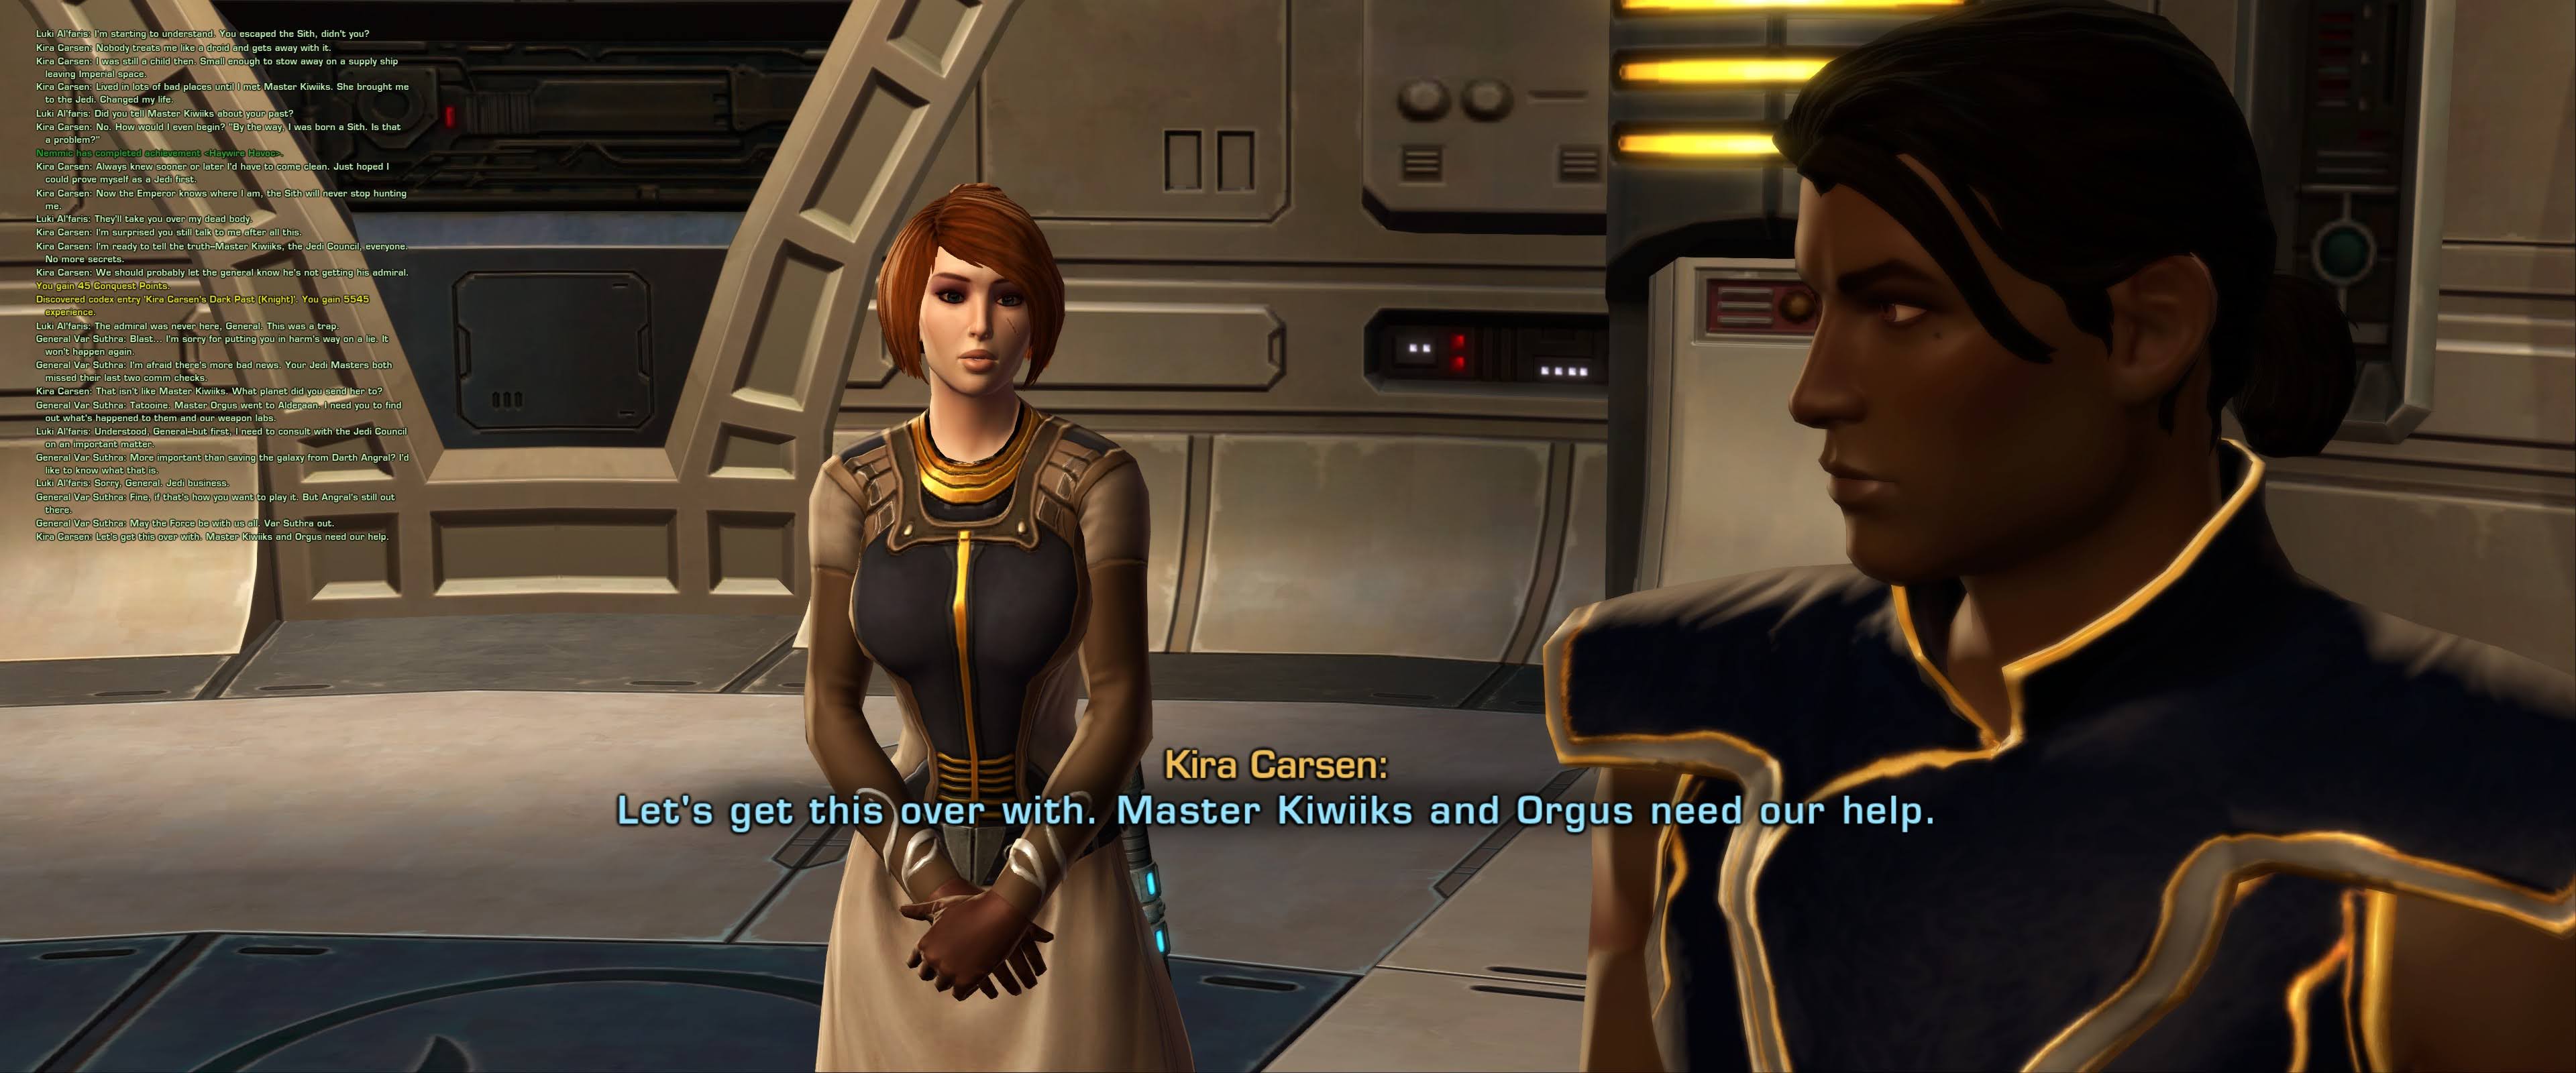 Luki Al'faris: I'm starting to understand. You escaped the Sith, didn't you?
Kira Carsen: Nobody treats me like a droid and gets away with it.
Kira Carsen: I was still a child then. Small enough to stow away on a supply ship
leaving Imperial space.
Kira Carsen: Lived in lots of bad places until I met Master Kiwiiks. She brought me
to the Jedi. Changed my life.
Luki Al'faris: Did you tell Master Kiwiiks about your past?
Kira Carsen: No. How would I even begin? "By the way, I was born a Sith. Is that
a problem?"
Nemmic has completed achievement <Haywire Havoc>.
Kira Carsen: Always knew sooner or later I'd have to come clean. Just hoped I
could prove myself as a Jedi first.
Kira Carsen: Now the Emperor knows where I am, the Sith will never stop hunting
me.
Luki Al'faris: They'll take you over my dead body.
Kira Carsen: I'm surprised you still talk to me after all this.
Kira Carsen: I'm ready to tell the truth–Master Kiwiiks, the Jedi Council, everyone.
No more secrets.
Kira Carsen: We should probably let the general know he's not getting his admiral.
You gain 45 Conquest Points.
Discovered codex entry 'Kira Carsen's Dark Past (Knight)'. You gain 5545
experience.
Luki Al'faris: The admiral was never here, General. This was a trap.
General Var Suthra: Blast... I'm sorry for putting you in harm's way on a lie. It
won't happen again.
General Var Suthra: I'm afraid there's more bad news. Your Jedi Masters both
missed their last two comm checks.
Kira Carsen: That isn't like Master Kiwiiks. What planet did you send her to?
General Var Suthra: Tatooine. Master Orgus went to Alderaan. I need you to find
out what's happened to them and our weapon labs.
Luki Al'faris: Understood, General–but first, I need to consult with the Jedi Council
on an important matter.
General Var Suthra: More important than saving the galaxy from Darth Angral? I'd
like to know what that is.
Luki Al'faris: Sorry, General. Jedi business.
General Var Suthra: Fine, if that's how you want to play it. But Angral's still out
there.
General Var Suthra: May the Force be with us all. Var Suthra out.
Kira Carsen: Let's get this over with. Master Kiwiiks and Orgus need our help.
Kira Carsen:
Let's get this over with. Master Kiwiiks and Orgus need our help.